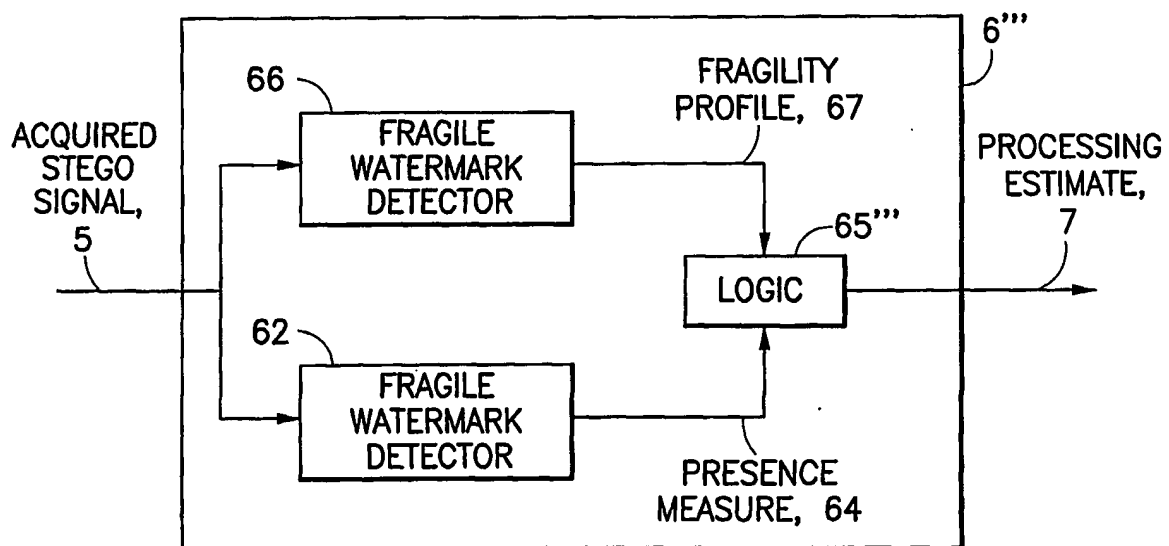 6'''
66
FRAGILITY
PROFILE, 67
ACQUIRED
STEGO
SIGNAL,
5
FRAGILE
WATERMARK
DETECTOR
PROCESSING
ESTIMATE,
7
65'''
LOGIC
62
FRAGILE
WATERMARK
DETECTOR
PRESENCE
MEASURE, 64